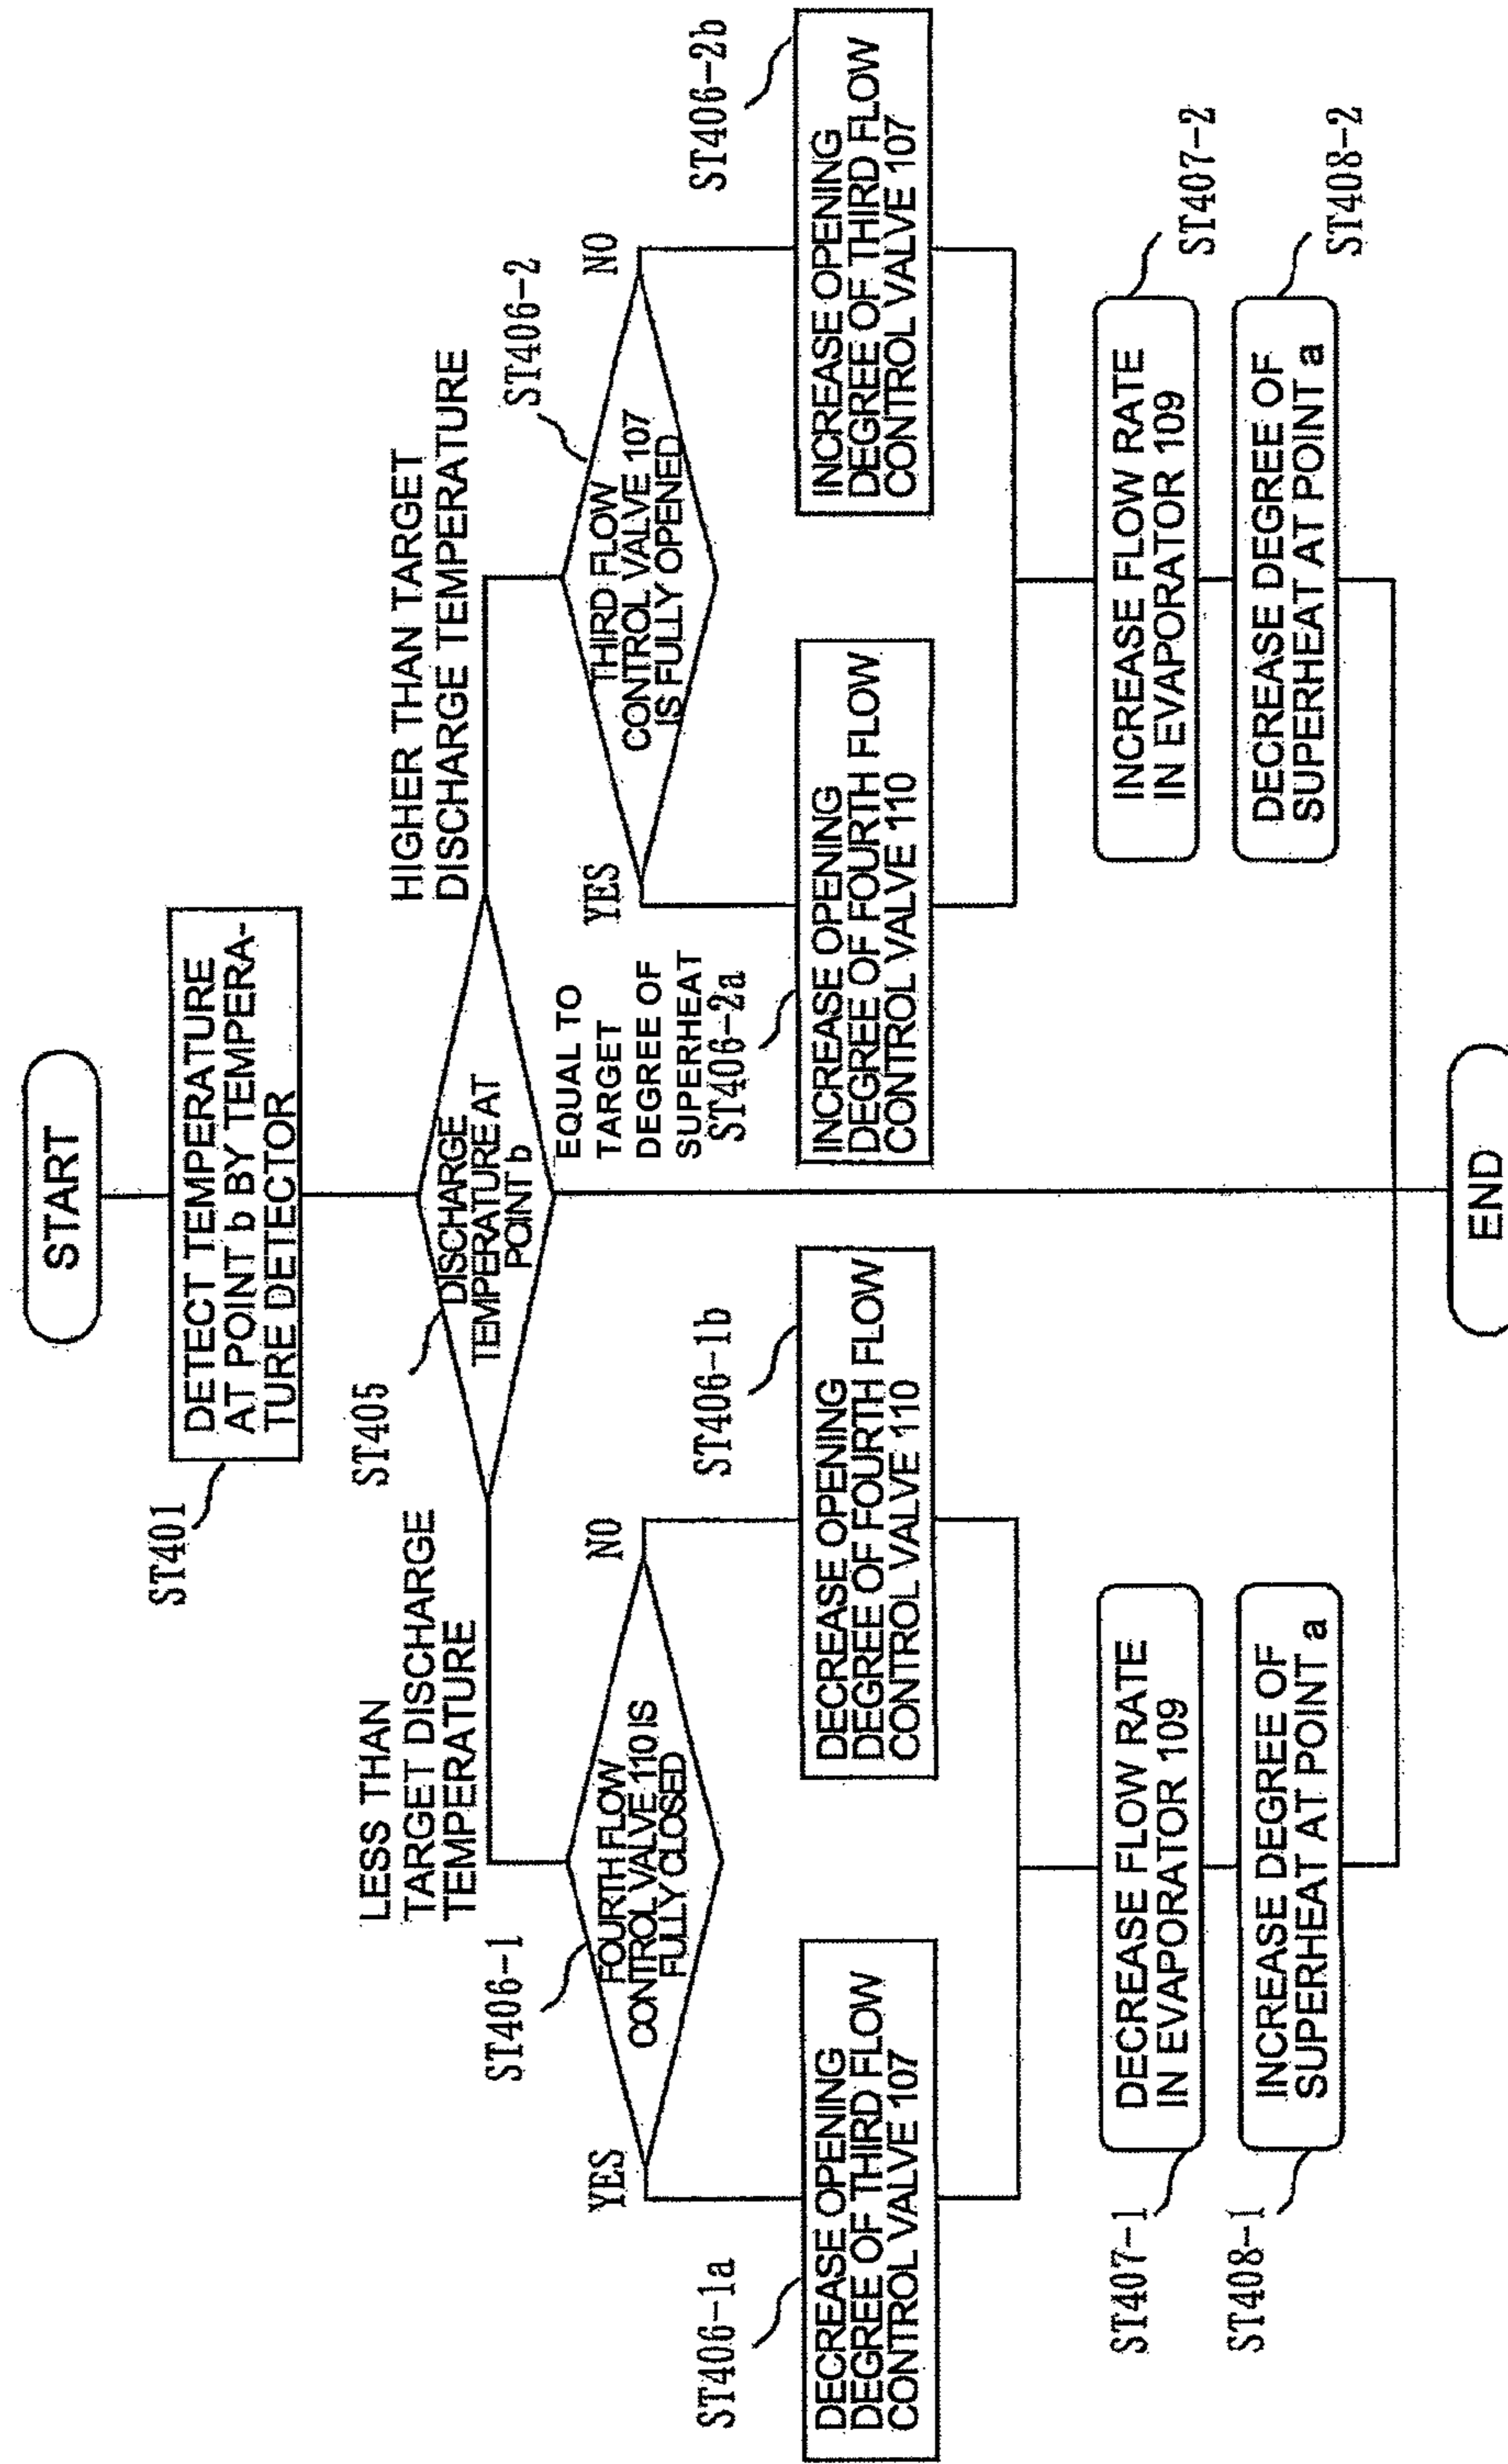 START
ST401
DETECT TEMPERATURE
AT POINT b BY TEMPERA-
TURE DETECTOR
ST405
DISCHARGE
TEMPERATURE AT
POINT b
LESS THAN
TARGET DISCHARGE
TEMPERATURE
HIGHER THAN TARGET
DISCHARGE TEMPERATURE
EQUAL TO
TARGET
DEGREE OF
SUPERHEAT
ST406-1
FOURTH FLOW
CONTROL VALVE 110 IS
FULLY CLOSED
YES
NO
ST406-2
THIRD FLOW
CONTROL VALVE 107
IS FULLY OPENED
YES
NO
ST406-1a
DECREASE OPENING
DEGREE OF THIRD FLOW
CONTROL VALVE 107
ST406-1b
DECREASE OPENING
DEGREE OF FOURTH FLOW
CONTROL VALVE 110
ST406-2a
INCREASE OPENING
DEGREE OF FOURTH FLOW
CONTROL VALVE 110
ST406-2b
INCREASE OPENING
DEGREE OF THIRD FLOW
CONTROL VALVE 107
ST407-1
DECREASE FLOW RATE
IN EVAPORATOR 109
ST407-2
INCREASE FLOW RATE
IN EVAPORATOR 109
ST408-1
INCREASE DEGREE OF
SUPERHEAT AT POINT a
ST408-2
DECREASE DEGREE OF
SUPERHEAT AT POINT a
END